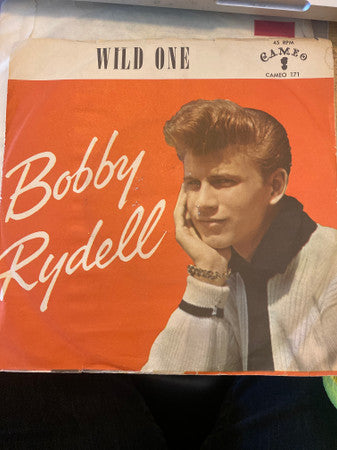 WILD ONE
45 RPM
CAMEO
CAMEO 171
Bobby
Rydell